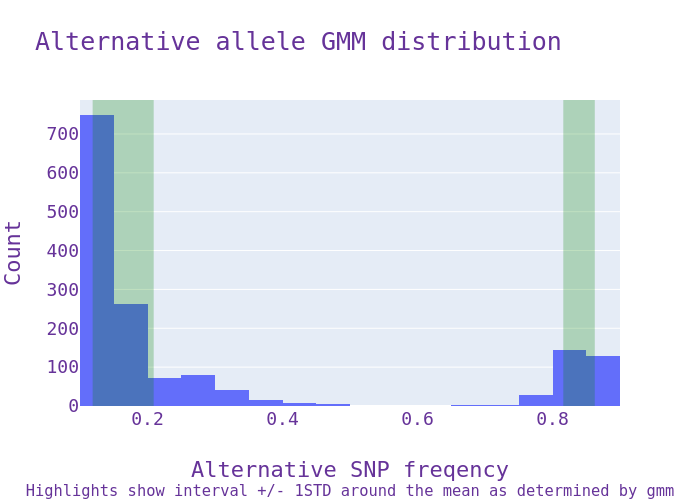 Alternative allele GMM distribution
700
600
500
400
300
200
100
0
Count
0.2 0.4 0.6 0.8
Alternative SNP freqency
Highlights show interval +/- 1STD around the mean as determined by gmm